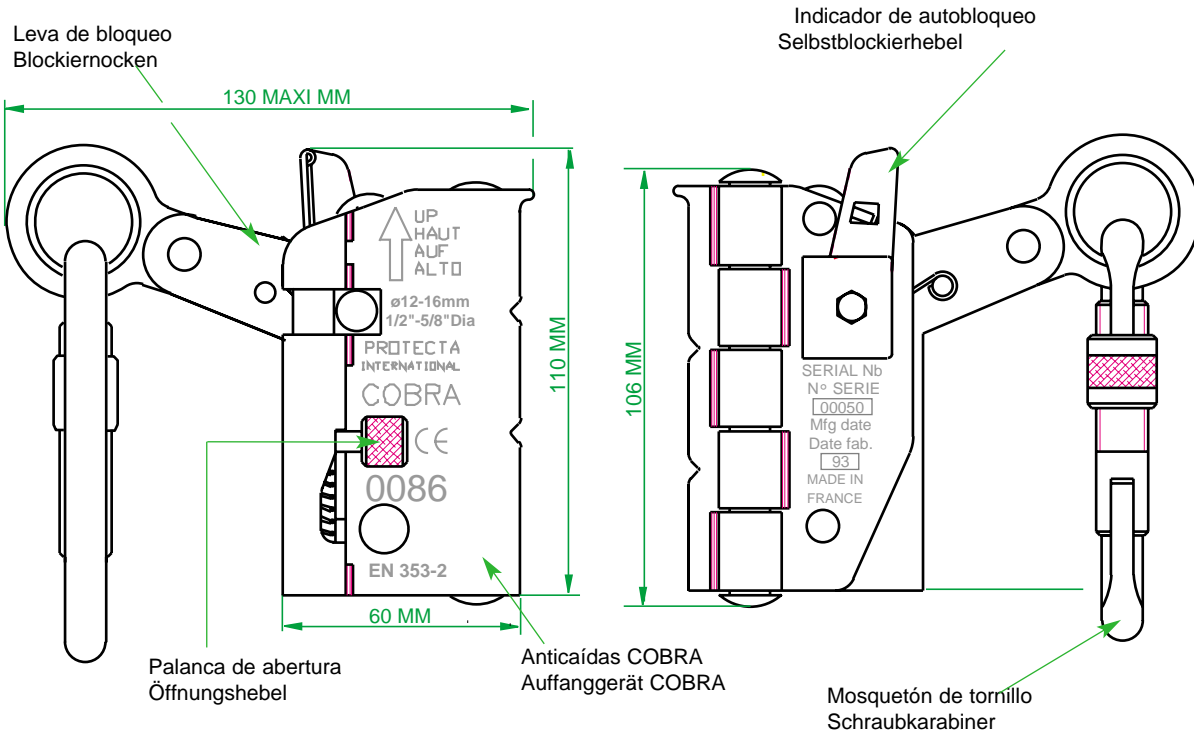 Leva de bloqueo
Blockiernocken
Indicador de autobloqueo
Selbstblockierhebel
130 MAXI MM
UP
HAUT
AUF
ALTO
ø12-16mm
1/2"-5/8"Dia
PROTECTA
INTERNATIONAL
COBRA
CE
0086
EN 353-2
110 MM
60 MM
106 MM
SERIAL Nb
Nº SERIE
00050
Mfg date
Date fab.
93
MADE IN
FRANCE
Palanca de abertura
Öffnungshebel
Anticaídas COBRA
Auffanggerät COBRA
Mosquetón de tornillo
Schraubkarabiner